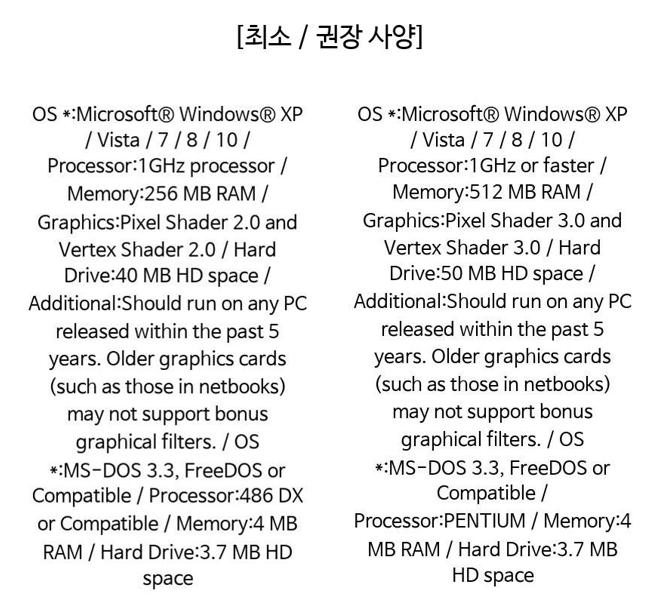 [최소 / 권장 사양]
OS *:Microsoft® Windows® XP
/ Vista / 7 / 8 / 10 /
Processor:1GHz processor /
Memory:256 MB RAM /
Graphics:Pixel Shader 2.0 and
Vertex Shader 2.0 / Hard
Drive:40 MB HD space /
Additional:Should run on any PC
released within the past 5
years. Older graphics cards
(such as those in netbooks)
may not support bonus
graphical filters. / OS
*:MS-DOS 3.3, FreeDOS or
Compatible / Processor:486 DX
or Compatible / Memory:4 MB
RAM / Hard Drive:3.7 MB HD
space
OS *:Microsoft® Windows® XP
/ Vista / 7 / 8 / 10 /
Processor:1GHz or faster /
Memory:512 MB RAM /
Graphics:Pixel Shader 3.0 and
Vertex Shader 3.0 / Hard
Drive:50 MB HD space /
Additional:Should run on any PC
released within the past 5
years. Older graphics cards
(such as those in netbooks)
may not support bonus
graphical filters. / OS
*:MS-DOS 3.3, FreeDOS or
Compatible /
Processor:PENTIUM / Memory:4
MB RAM / Hard Drive:3.7 MB
HD space